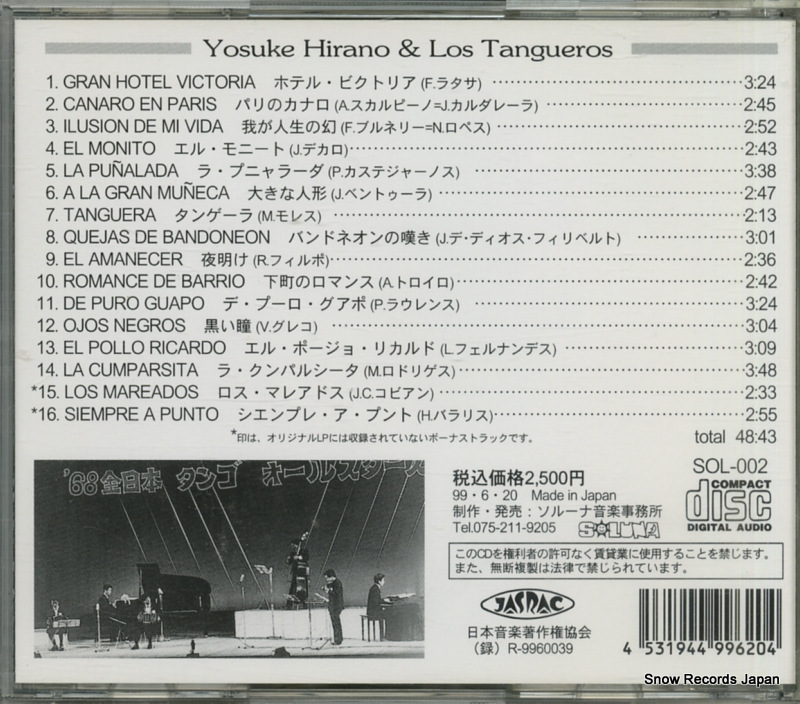 Yosuke Hirano & Los Tangueros
1. GRAN HOTEL VICTORIA ホテル・ビクトリア (F.ラタサ) 3:24
2. CANARO EN PARIS パリのカナロ (A.スカルピーノ=J.カルダレーラ) 2:45
3. ILUSION DE MI VIDA 我が人生の幻 (F.ブルネリー=N.ロペス) 2:52
4. EL MONITO エル・モニート (J.デカロ) 2:43
5. LA PUÑALADA ラ・プニャラーダ (P.カステジャーノス) 3:38
6. A LA GRAN MUÑECA 大きな人形 (J.ベントゥーラ) 2:47
7. TANGUERA タンゲーラ (M.モレス) 2:13
8. QUEJAS DE BANDONEON バンドネオンの嘆き (J.デ・ディオス・フィリベルト) 3:01
9. EL AMANECER 夜明け (R.フィルポ) 2:36
10. ROMANCE DE BARRIO 下町のロマンス (A.トロイロ) 2:42
11. DE PURO GUAPO デ・プーロ・グアポ (P.ラウレンス) 3:24
12. OJOS NEGROS 黒い瞳 (V.グレコ) 3:04
13. EL POLLO RICARDO エル・ポージョ・リカルド (L.フェルナンデス) 3:09
14. LA CUMPARSITA ラ・クンパルシータ (M.ロドリゲス) 3:48
*15. LOS MAREADOS ロス・マレアドス (J.C.コビアン) 2:33
*16. SIEMPRE A PUNTO シエンプレ・ア・プント (H.バラリス) 2:55
*印は、オリジナルLPには収録されていないボーナストラックです。 total 48:43
'68 全日本 タンゴ オールスターズ
税込価格2,500円
99・6・20 Made in Japan
制作・発売：ソルーナ音楽事務所
Tel.075-211-9205 SOLUNA
SOL-002
COMPACT
disc
DIGITAL AUDIO
このCDを権利者の許可なく賃貸業に使用することを禁じます。
また、無断複製は法律で禁じられています。
JASRAC
日本音楽著作権協会
(録) R-9960039
4 531944 996204
Snow Records Japan